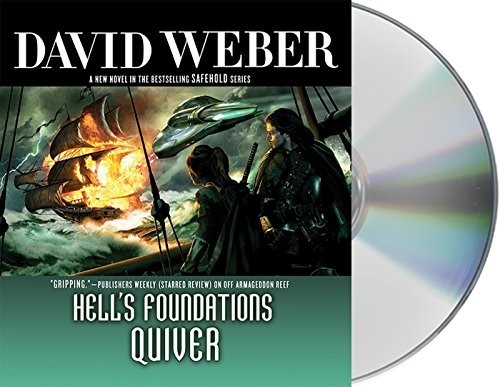 DAVID WEBER
A NEW NOVEL IN THE BESTSELLING SAFEHOLD SERIES
"GRIPPING."—PUBLISHERS WEEKLY (STARRED REVIEW) ON OFF ARMAGEDDON REEF
HELL'S FOUNDATIONS
QUIVER